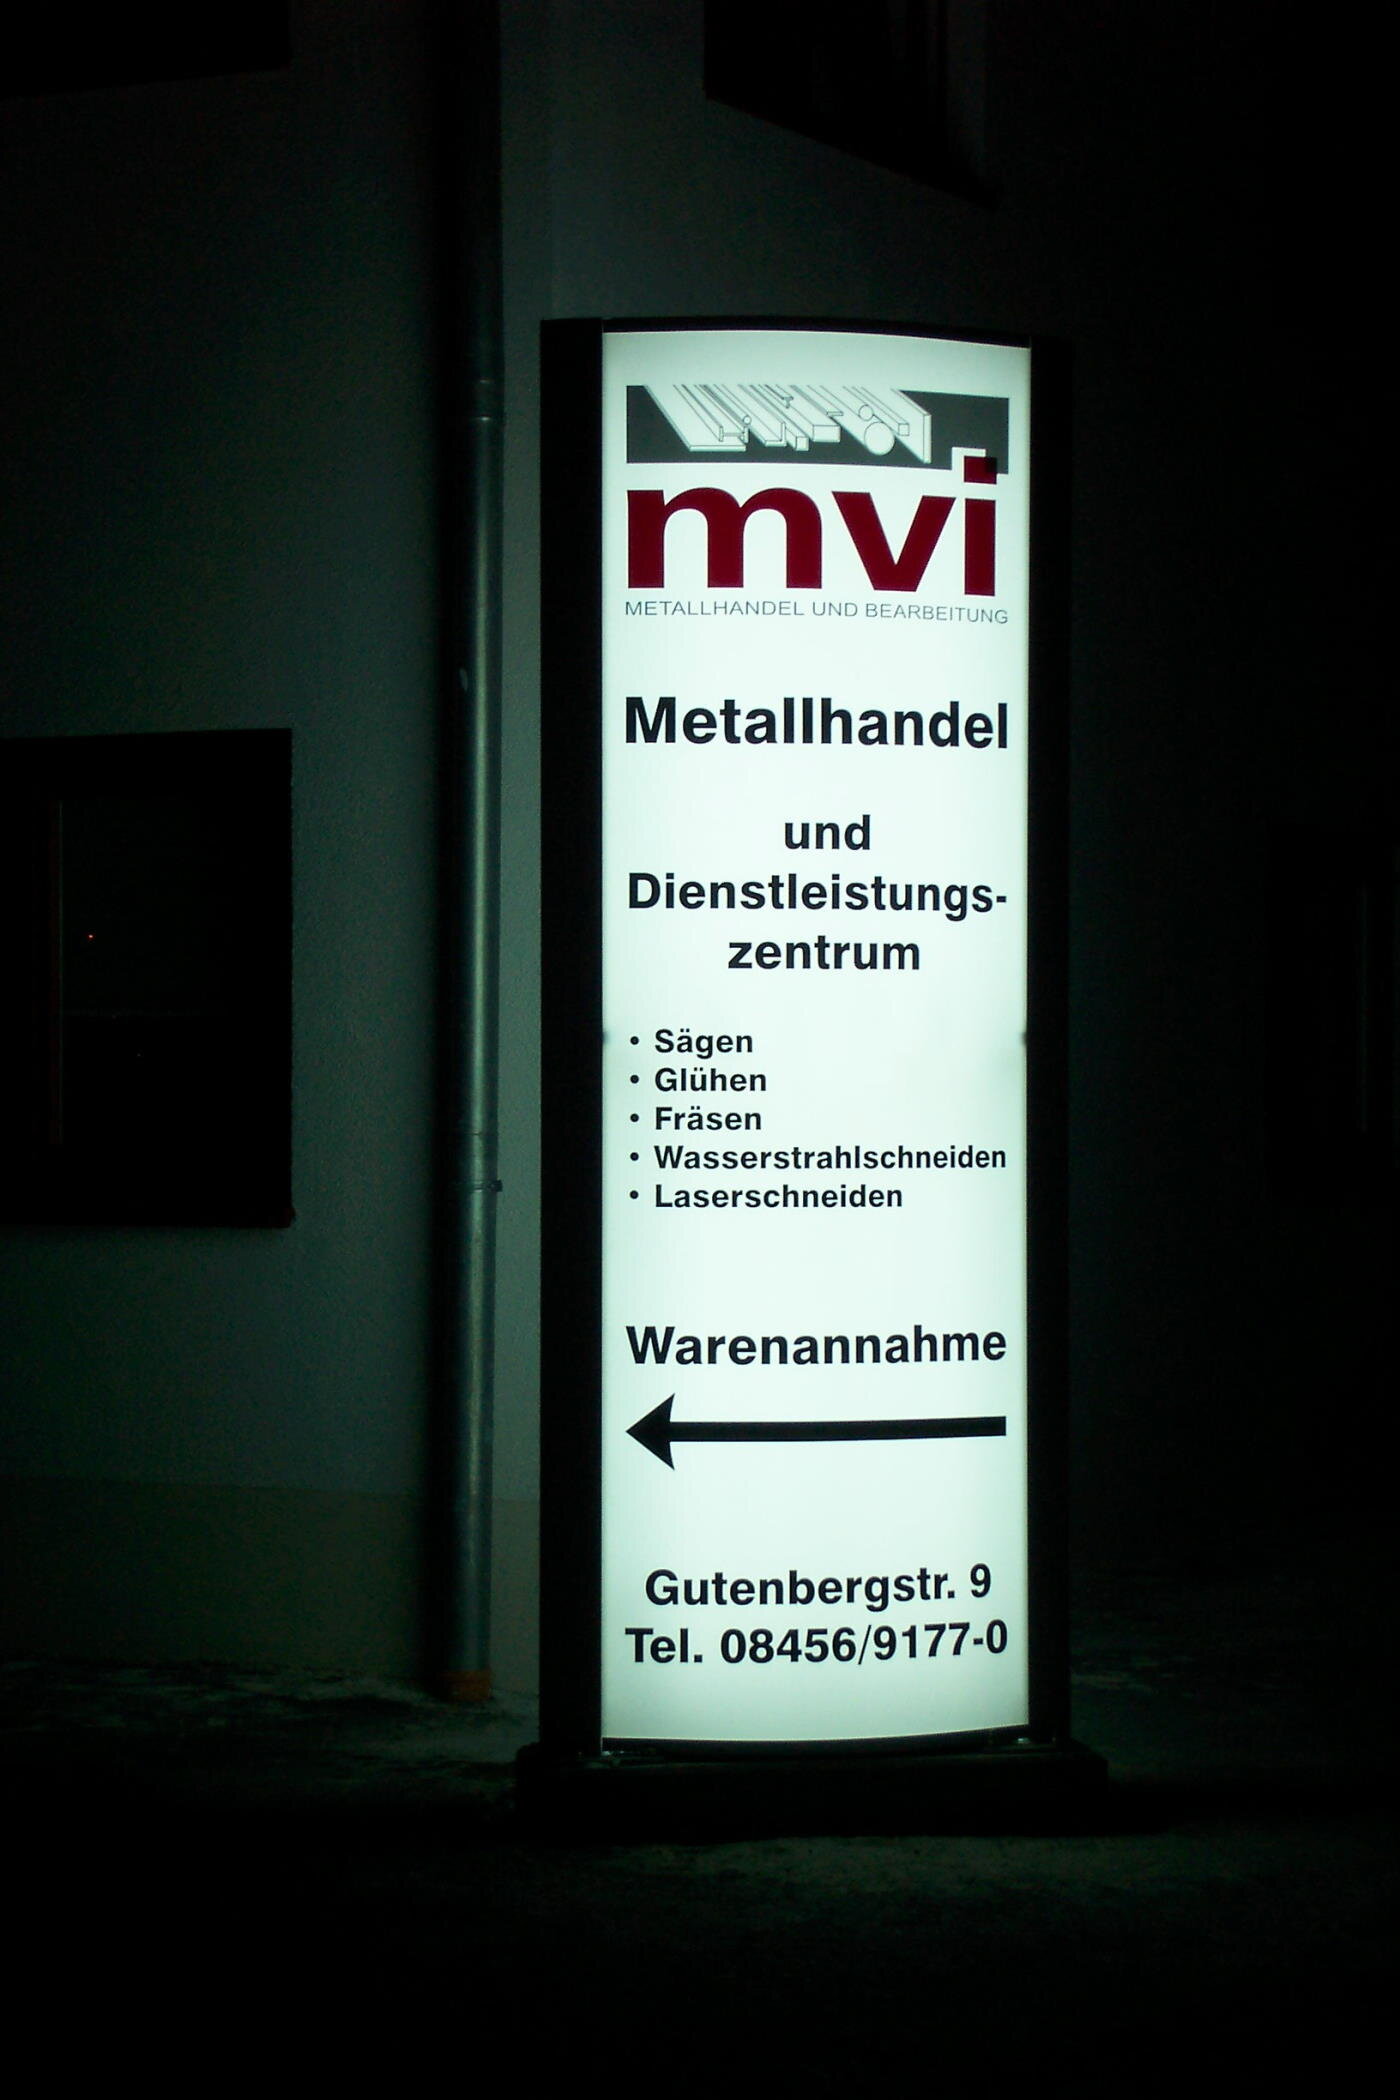 mvi
METALLHANDEL UND BEARBEITUNG
Metallhandel
und
Dienstleistungs-
zentrum
• Sägen
• Glühen
• Fräsen
• Wasserstrahlschneiden
• Laserschneiden
Warenannahme
Gutenbergstr. 9
Tel. 08456/9177-0